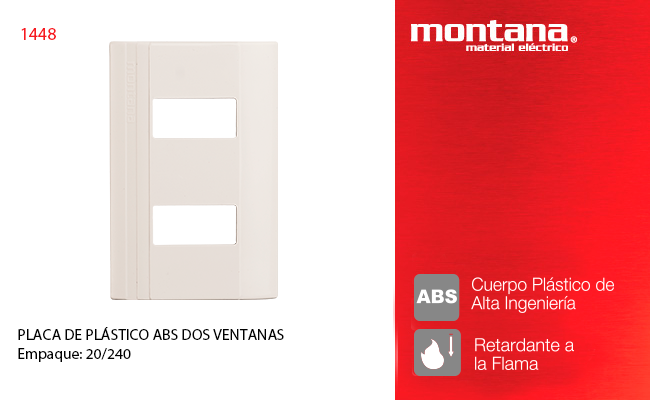 1448
montana®
material eléctrico
PLACA DE PLÁSTICO ABS DOS VENTANAS
Empaque: 20/240
ABS
Cuerpo Plástico de
Alta Ingeniería
Retardante a
la Flama